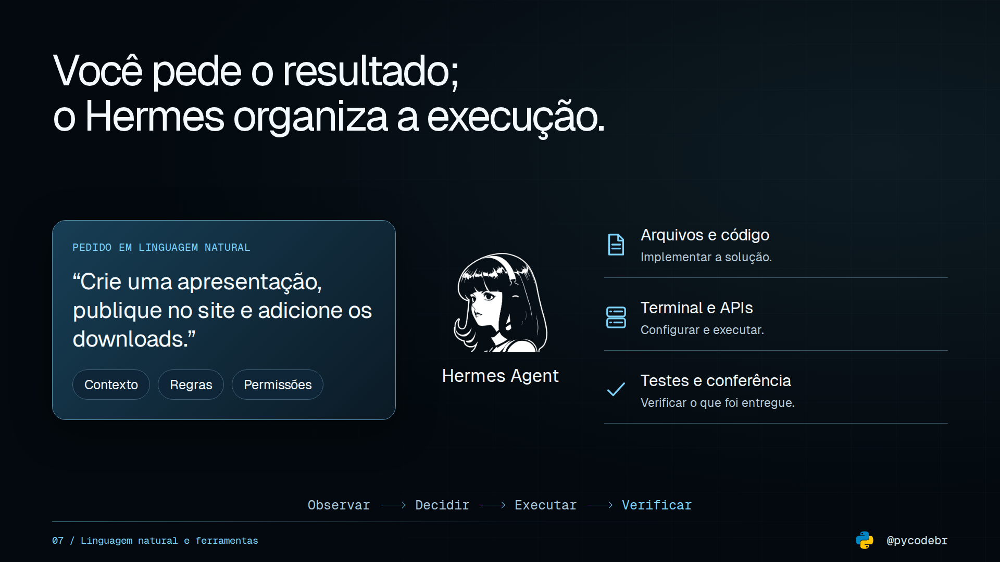 Você pede o resultado;
o Hermes organiza a execução.
PEDIDO EM LINGUAGEM NATURAL
“Crie uma apresentação,
publique no site e adicione os
downloads.”
Contexto
Regras
Permissões
Hermes Agent
Arquivos e código
Implementar a solução.
Terminal e APIs
Configurar e executar.
Testes e conferência
Verificar o que foi entregue.
Observar → Decidir → Executar → Verificar
07 / Linguagem natural e ferramentas
@pycodebr